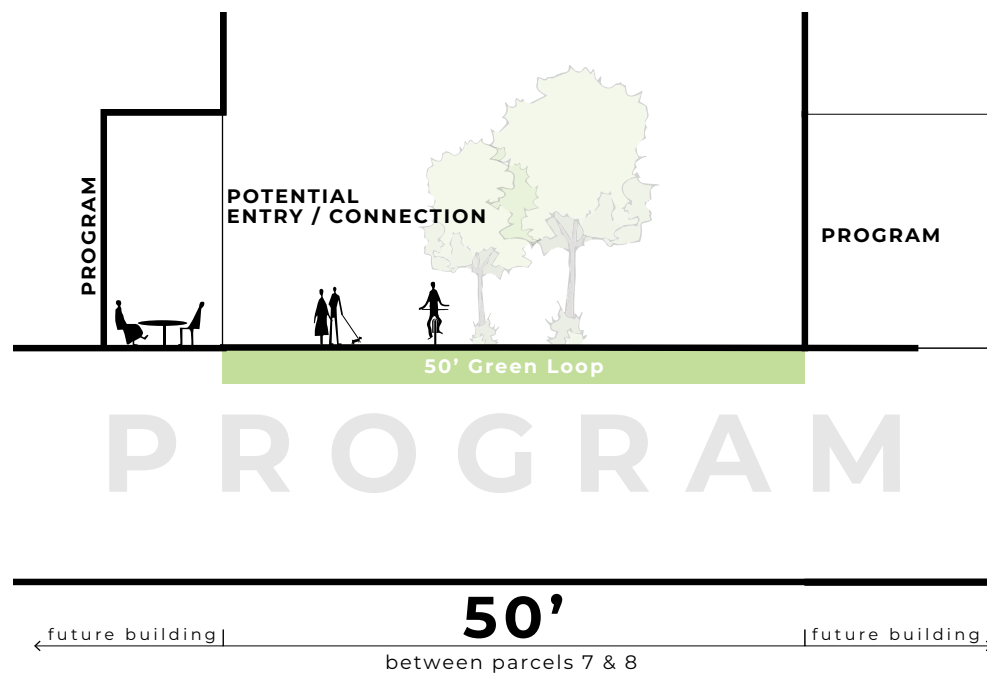 POTENTIAL
ENTRY / CONNECTION
PROGRAM
PROGRAM
50’ Green Loop
PROGRAM
50’
future building
future building
between parcels 7 & 8